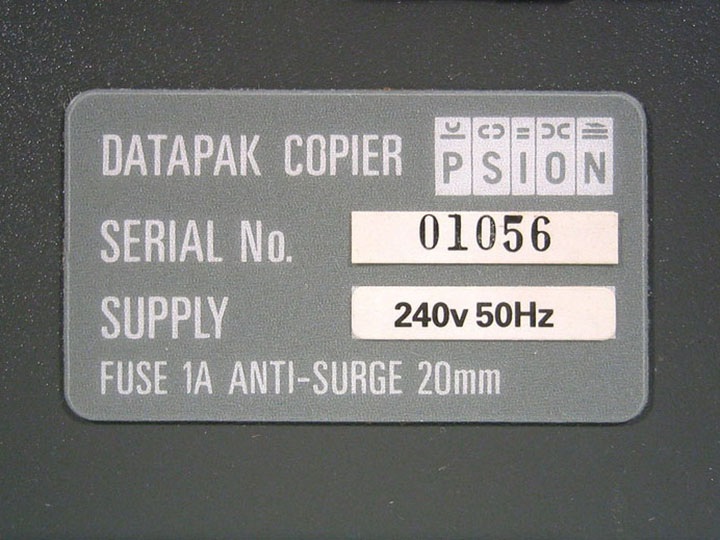 DATAPAK COPIER PSION
SERIAL No. 01056
SUPPLY 240v 50Hz
FUSE 1A ANTI-SURGE 20mm